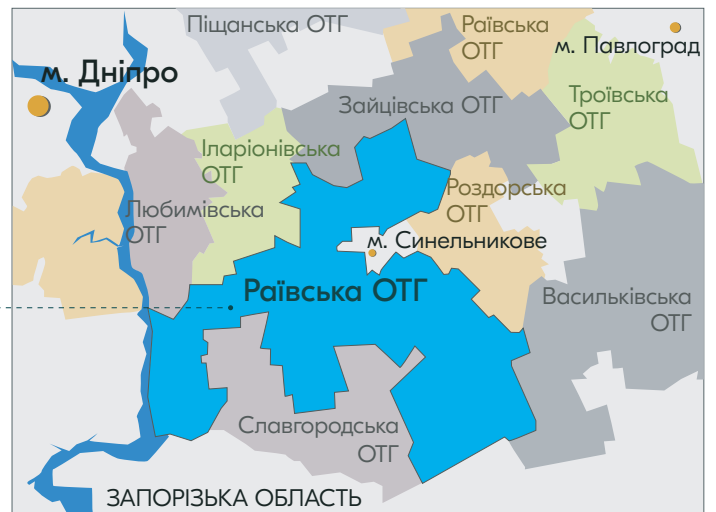 Піщанська ОТГ
Раївська
ОТГ
м. Павлоград
м. Дніпро
Зайцівська ОТГ
Троївська
ОТГ
Іларіонівська
ОТГ
Роздорська
ОТГ
Любимівська
ОТГ
м. Синельникове
Раївська ОТГ
Васильківська
ОТГ
Славгородська
ОТГ
ЗАПОРІЗЬКА ОБЛАСТЬ